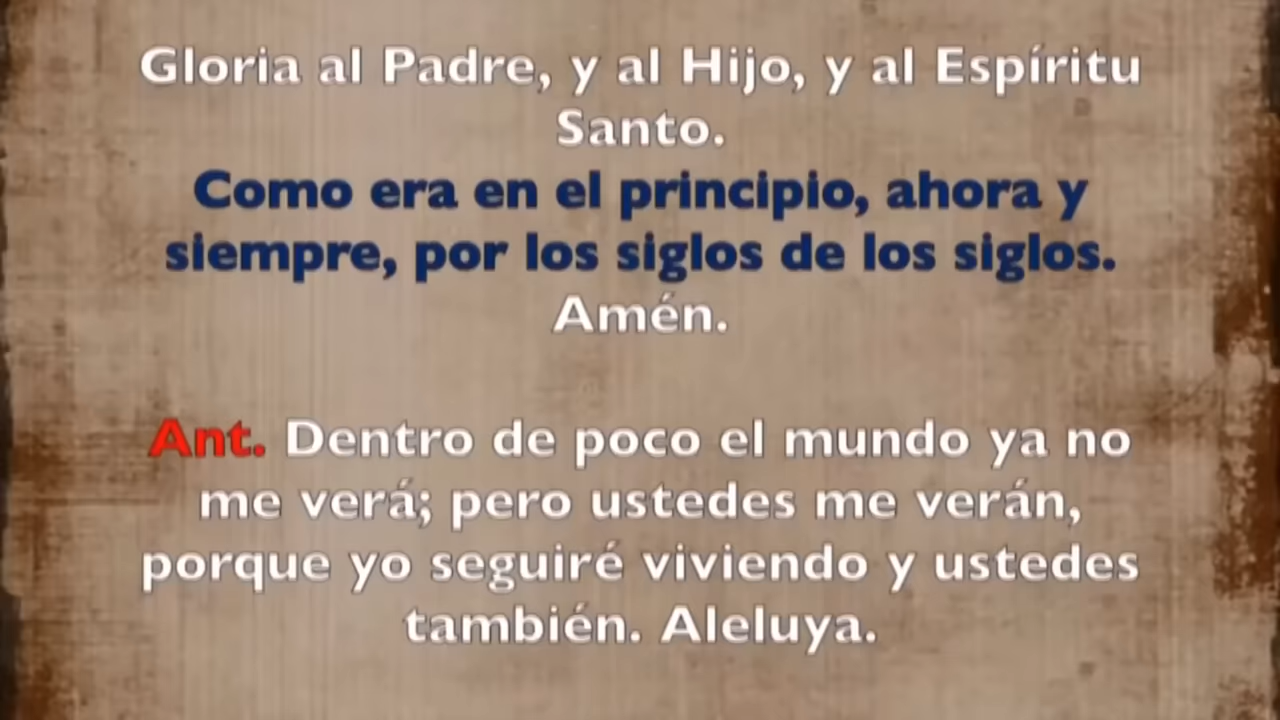 Gloria al Padre, y al Hijo, y al Espíritu
Santo.
Como era en el principio, ahora y
siempre, por los siglos de los siglos.
Amén.
Ant. Dentro de poco el mundo ya no
me verá; pero ustedes me verán,
porque yo seguiré viviendo y ustedes
también. Aleluya.